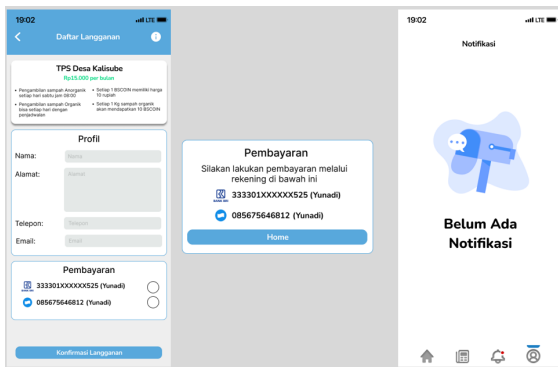 19:02
LTE
Daftar Langganan
TPS Desa Kalisube
Rp15.000 per bulan
• Pengambilan sampah Anorganik
setiap hari sabtu jam 08:00
• Pengambilan sampah Organik
bisa setiap hari dengan
penjadwalan
• Setiap 1 BSCOIN memiliki harga
10 rupiah
• Setiap 1 Kg sampah organik
akan mendapatkan 10 BSCOIN
Profil
Nama:
Nama
Alamat:
Alamat
Telepon:
Telepon
Email:
Email
Pembayaran
BANK BRI
333301XXXXXX525 (Yunadi)
085675646812 (Yunadi)
Konfirmasi Langganan
Pembayaran
Silakan lakukan pembayaran melalui
rekening di bawah ini
BANK BRI
333301XXXXXX525 (Yunadi)
085675646812 (Yunadi)
Home
19:02
LTE
Notifikasi
Belum Ada
Notifikasi